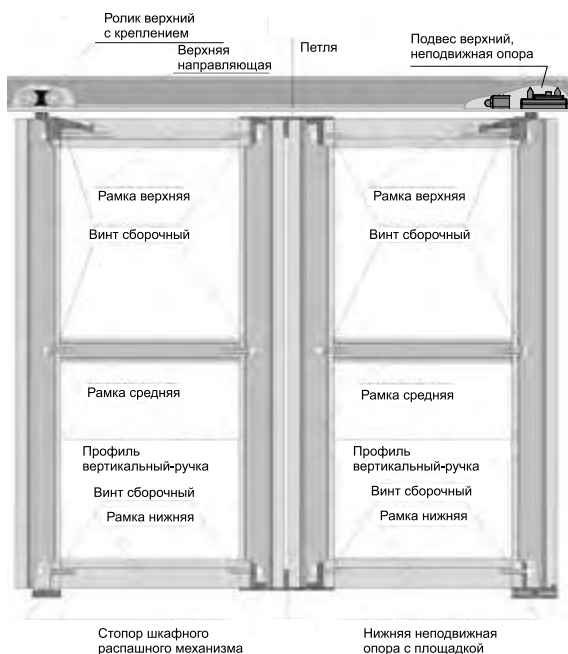 Ролик верхний
с креплением
Верхняя
направляющая
Петля
Подвес верхний,
неподвижная опора
Рамка верхняя
Рамка верхняя
Винт сборочный
Винт сборочный
Рамка средняя
Рамка средняя
Профиль
вертикальный-ручка
Профиль
вертикальный-ручка
Винт сборочный
Винт сборочный
Рамка нижняя
Рамка нижняя
Стопор шкафного
распашного механизма
Нижняя неподвижная
опора с площадкой